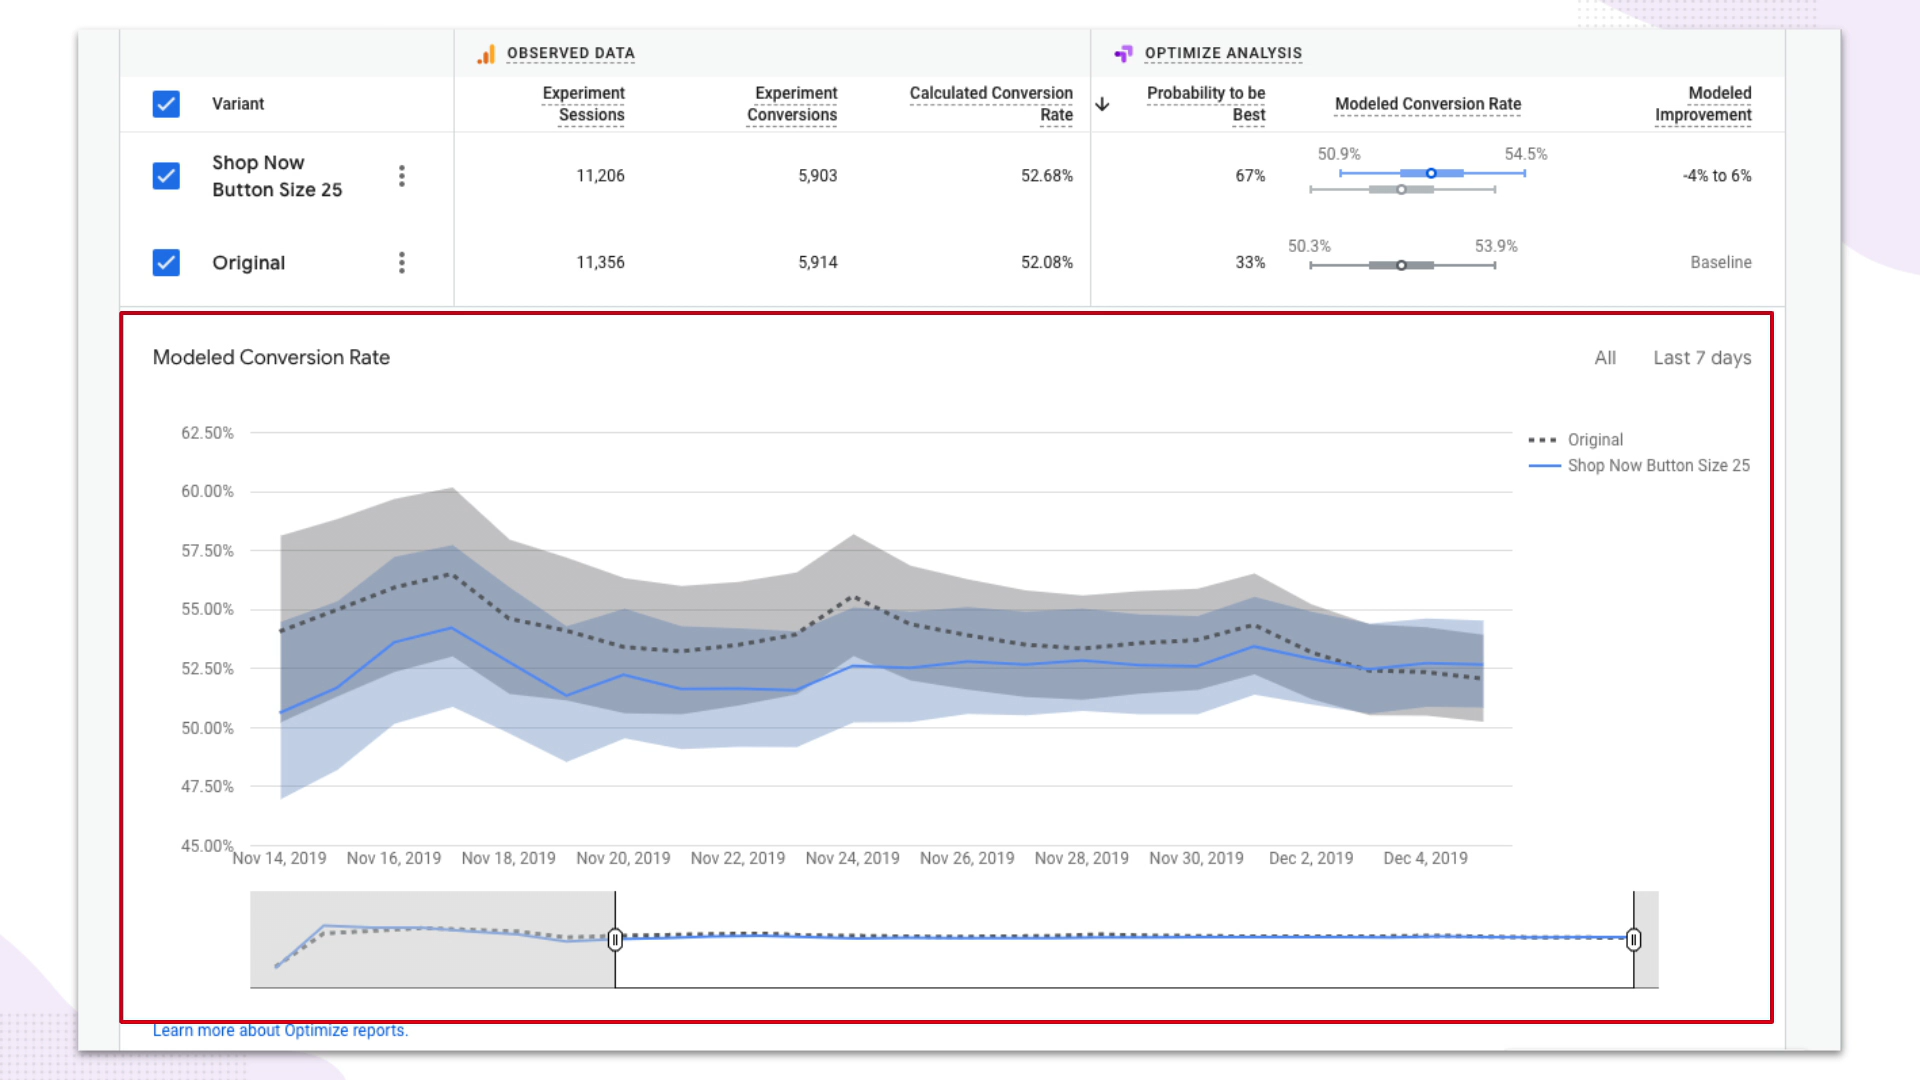 OBSERVED DATA
OPTIMIZE ANALYSIS
Variant
Experiment
Sessions
Experiment
Conversions
Calculated Conversion
Rate
Probability to be
Best
Modeled Conversion Rate
Modeled
Improvement
Shop Now
Button Size 25
11,206
5,903
52.68%
67%
50.9%
54.5%
-4% to 6%
Original
11,356
5,914
52.08%
33%
50.3%
53.9%
Baseline
Modeled Conversion Rate
All
Last 7 days
62.50%
60.00%
57.50%
55.00%
52.50%
50.00%
47.50%
45.00%
Original
Shop Now Button Size 25
Nov 14, 2019
Nov 16, 2019
Nov 18, 2019
Nov 20, 2019
Nov 22, 2019
Nov 24, 2019
Nov 26, 2019
Nov 28, 2019
Nov 30, 2019
Dec 2, 2019
Dec 4, 2019
Learn more about Optimize reports.